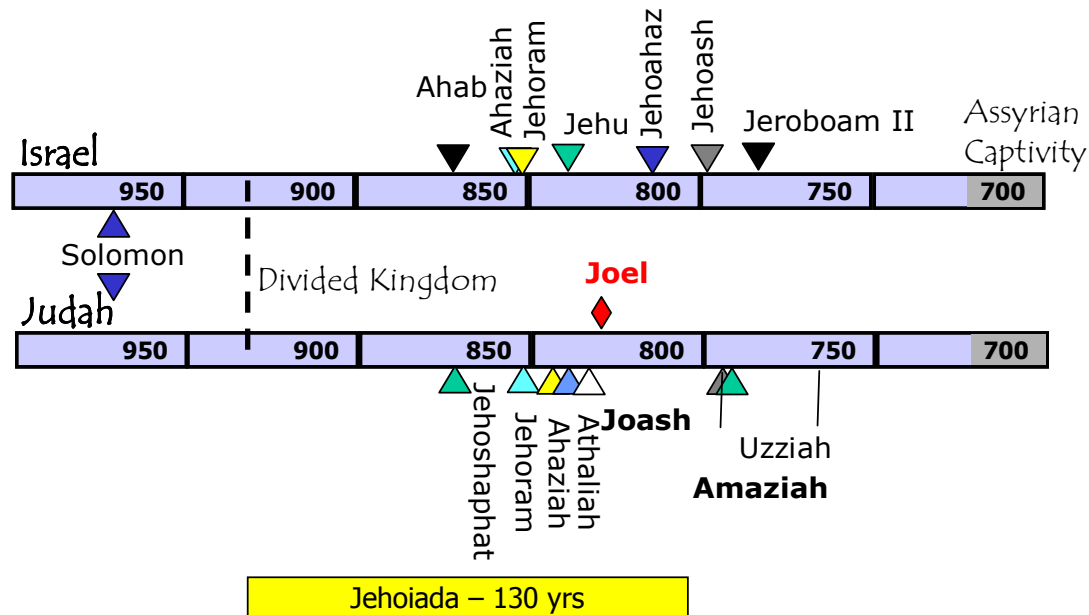 Ahab
Ahaziah
Jehoram
Jehu
Jehoahaz
Jehoash
Jeroboam II
Assyrian
Captivity
Israel
950 900 850 800 750 700
Solomon
Divided Kingdom
Joel
Judah
950 900 850 800 750 700
Jehoshaphat
Jehoram
Ahaziah
Athaliah
Joash
Uzziah
Amaziah
Jehoiada – 130 yrs